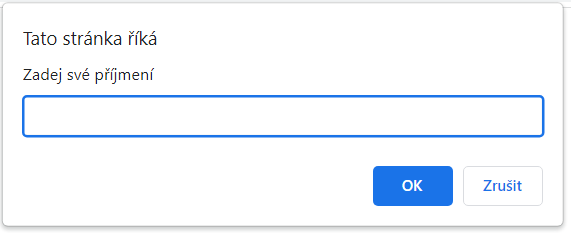 Tato stránka říká
Zadej své příjmení
OK
Zrušit